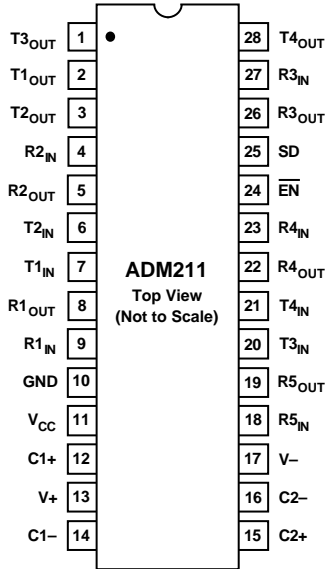 T3OUT 1 28 T4OUT
T1OUT 2 27 R3IN
T2OUT 3 26 R3OUT
R2IN 4 25 SD
R2OUT 5 24 E̅N̅
T2IN 6 23 R4IN
T1IN 7 22 R4OUT
R1OUT 8 21 T4IN
R1IN 9 20 T3IN
GND 10 19 R5OUT
VCC 11 18 R5IN
C1+ 12 17 V–
V+ 13 16 C2–
C1– 14 15 C2+
ADM211
Top View
(Not to Scale)